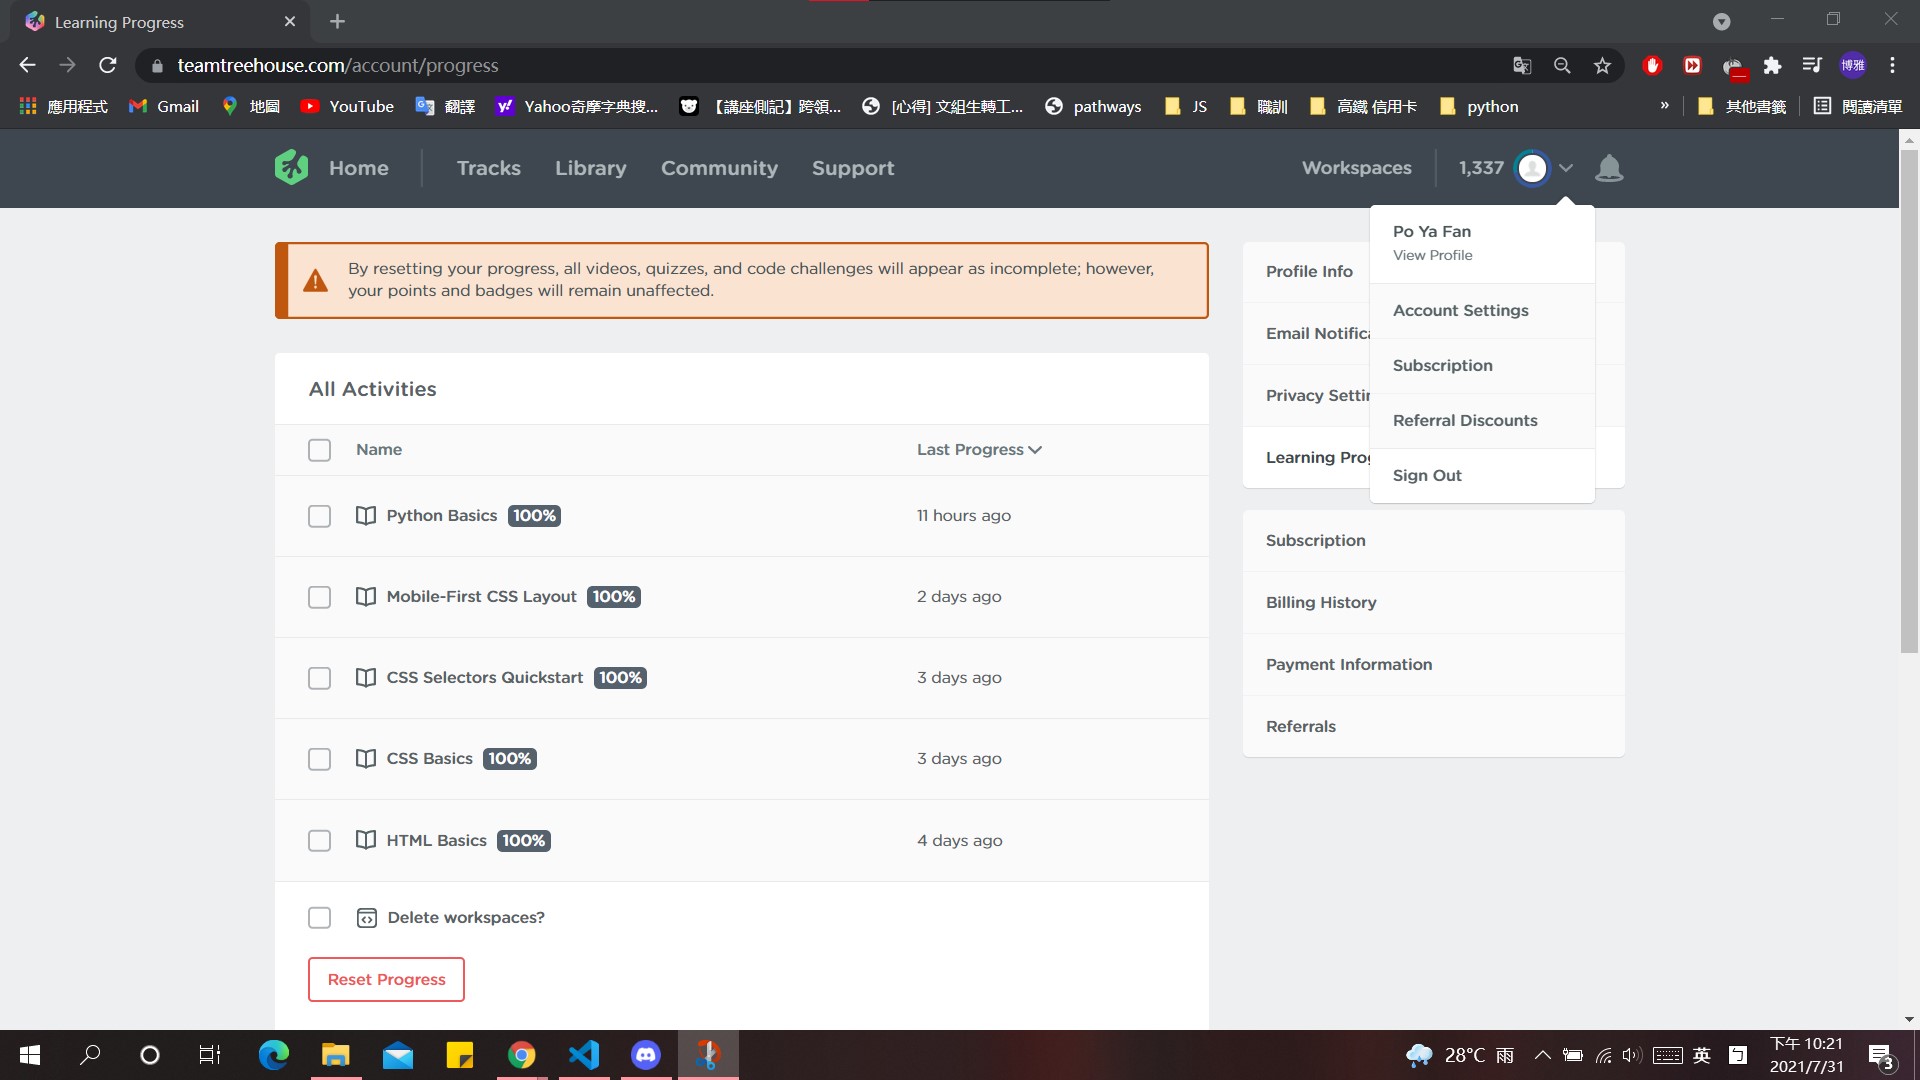 Learning Progress
teamtreehouse.com/account/progress
博雅
應用程式
Gmail
地圖
YouTube
翻譯
Yahoo奇摩字典搜...
【講座側記】跨領...
[心得] 文組生轉工...
pathways
JS
職訓
高鐵 信用卡
python
»
其他書籤
閱讀清單
Home
Tracks
Library
Community
Support
Workspaces
1,337
Po Ya Fan
View Profile
Account Settings
Subscription
Referral Discounts
Sign Out
By resetting your progress, all videos, quizzes, and code challenges will appear as incomplete; however,
your points and badges will remain unaffected.
Profile Info
Email Notifica
Privacy Settin
Learning Prog
Subscription
Billing History
Payment Information
Referrals
All Activities
Name
Last Progress
Python Basics 100%
11 hours ago
Mobile-First CSS Layout 100%
2 days ago
CSS Selectors Quickstart 100%
3 days ago
CSS Basics 100%
3 days ago
HTML Basics 100%
4 days ago
Delete workspaces?
Reset Progress
28°C 雨
英
下午 10:21
2021/7/31
3